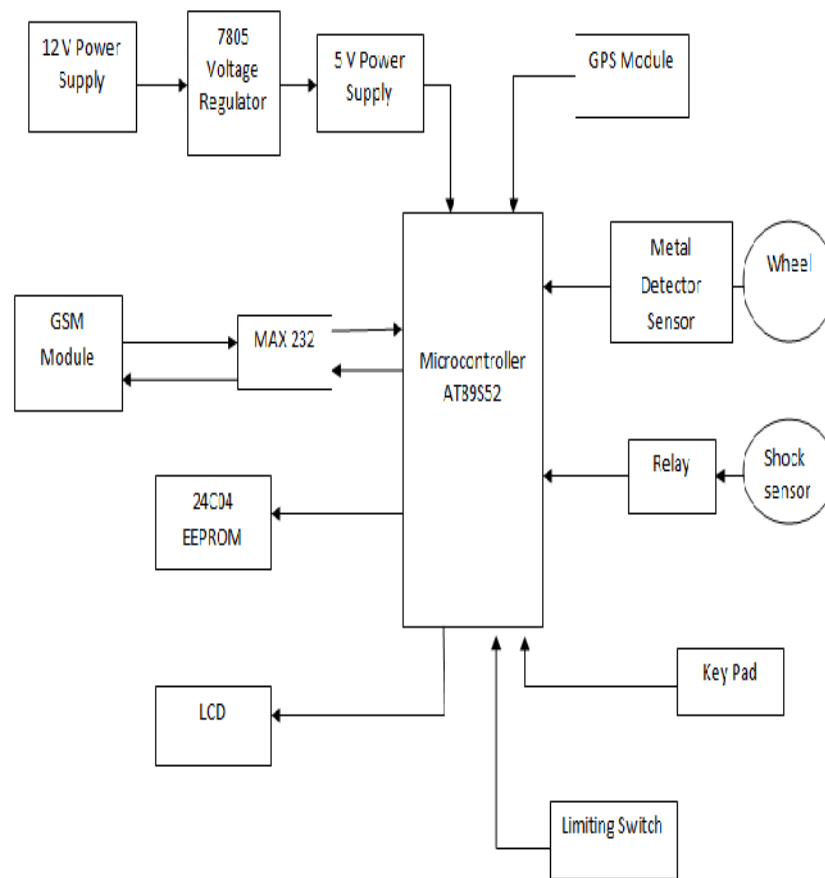 12 V Power
Supply
7805
Voltage
Regulator
5 V Power
Supply
GPS Module
Metal
Detector
Sensor
Wheel
GSM
Module
MAX 232
Microcontroller
AT89S52
Relay
Shock
sensor
24C04
EEPROM
Key Pad
LCD
Limiting Switch